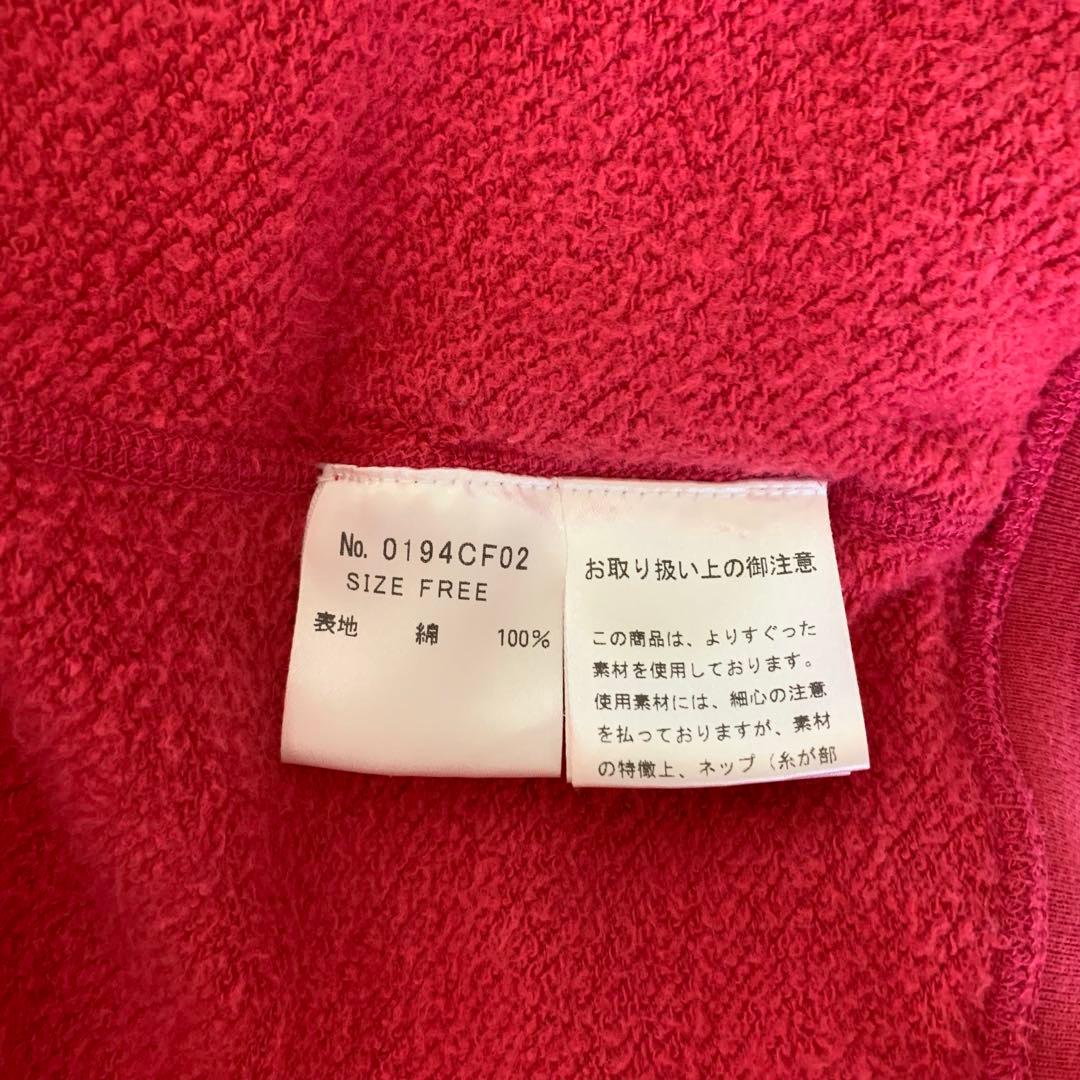 №. 0194CF02
SIZE FREE
表地 綿 100%
お取り扱い上の御注意
この商品は、よりすぐった
素材を使用しております。
使用素材には、細心の注意
を払っておりますが、素材
の特徴上、ネップ（糸が部